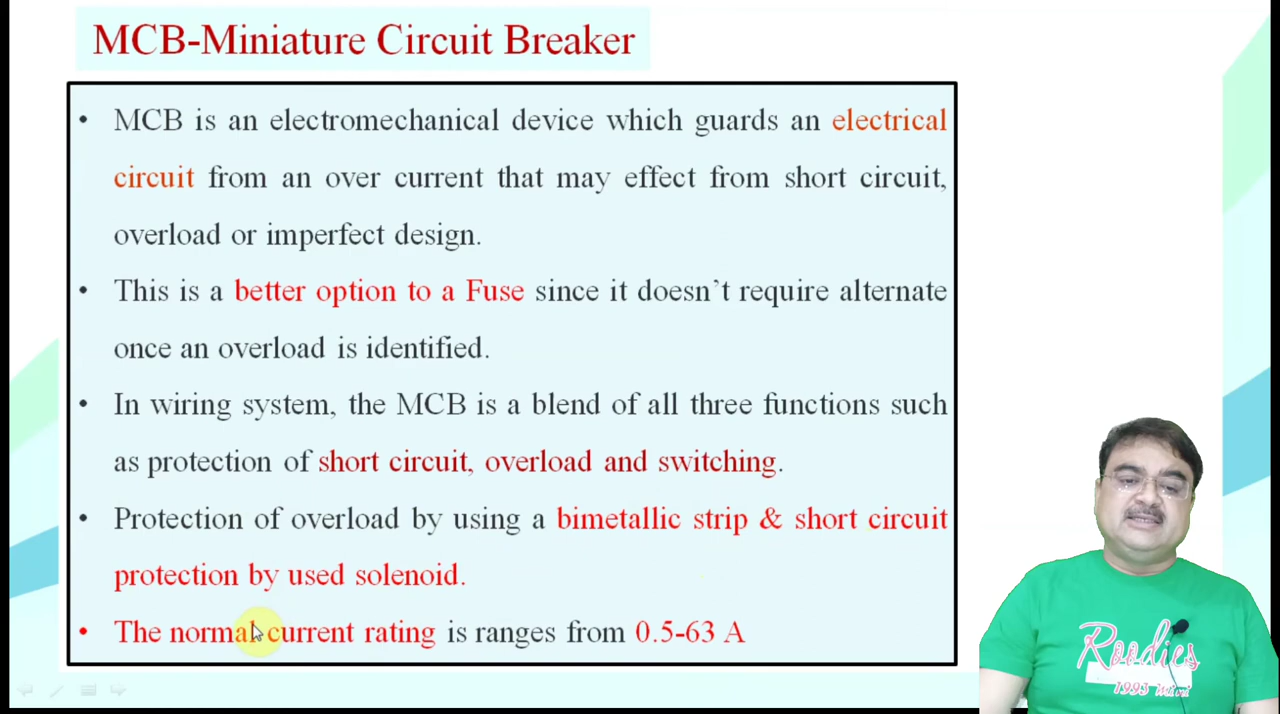 MCB-Miniature Circuit Breaker
• MCB is an electromechanical device which guards an electrical
circuit from an over current that may effect from short circuit,
overload or imperfect design.
• This is a better option to a Fuse since it doesn’t require alternate
once an overload is identified.
• In wiring system, the MCB is a blend of all three functions such
as protection of short circuit, overload and switching.
• Protection of overload by using a bimetallic strip & short circuit
protection by used solenoid.
• The normal current rating is ranges from 0.5-63 A
Roodies
1993